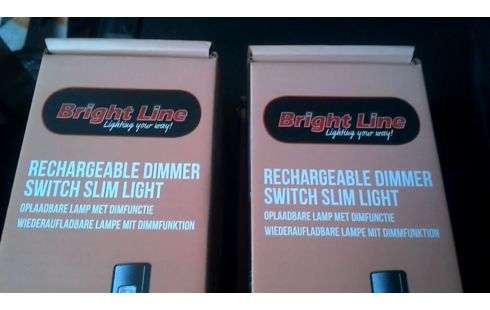 Bright Line
Lighting your way!
RECHARGEABLE DIMMER
SWITCH SLIM LIGHT
OPLAADBARE LAMP MET DIMFUNCTIE
WIEDERAUFLADBARE LAMPE MIT DIMMFUNKTION
Bright Line
Lighting your way!
RECHARGEABLE DIMMER
SWITCH SLIM LIGHT
OPLAADBARE LAMP MET DIMFUNCTIE
WIEDERAUFLADBARE LAMPE MIT DIMMFUNKTION